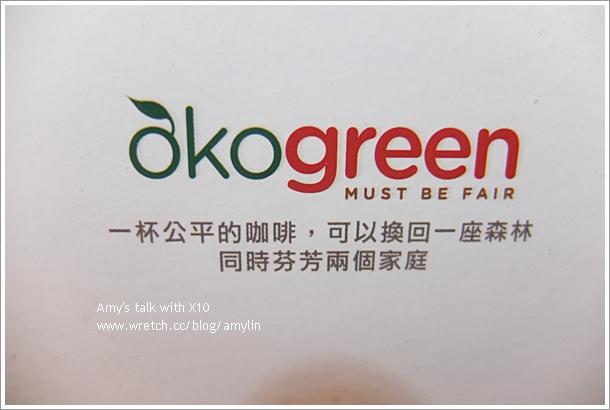 ökogreen
MUST BE FAIR
一杯公平的咖啡，可以換回一座森林
同時芬芳兩個家庭
Amy's talk with X10
www.wretch.cc/blog/amylin